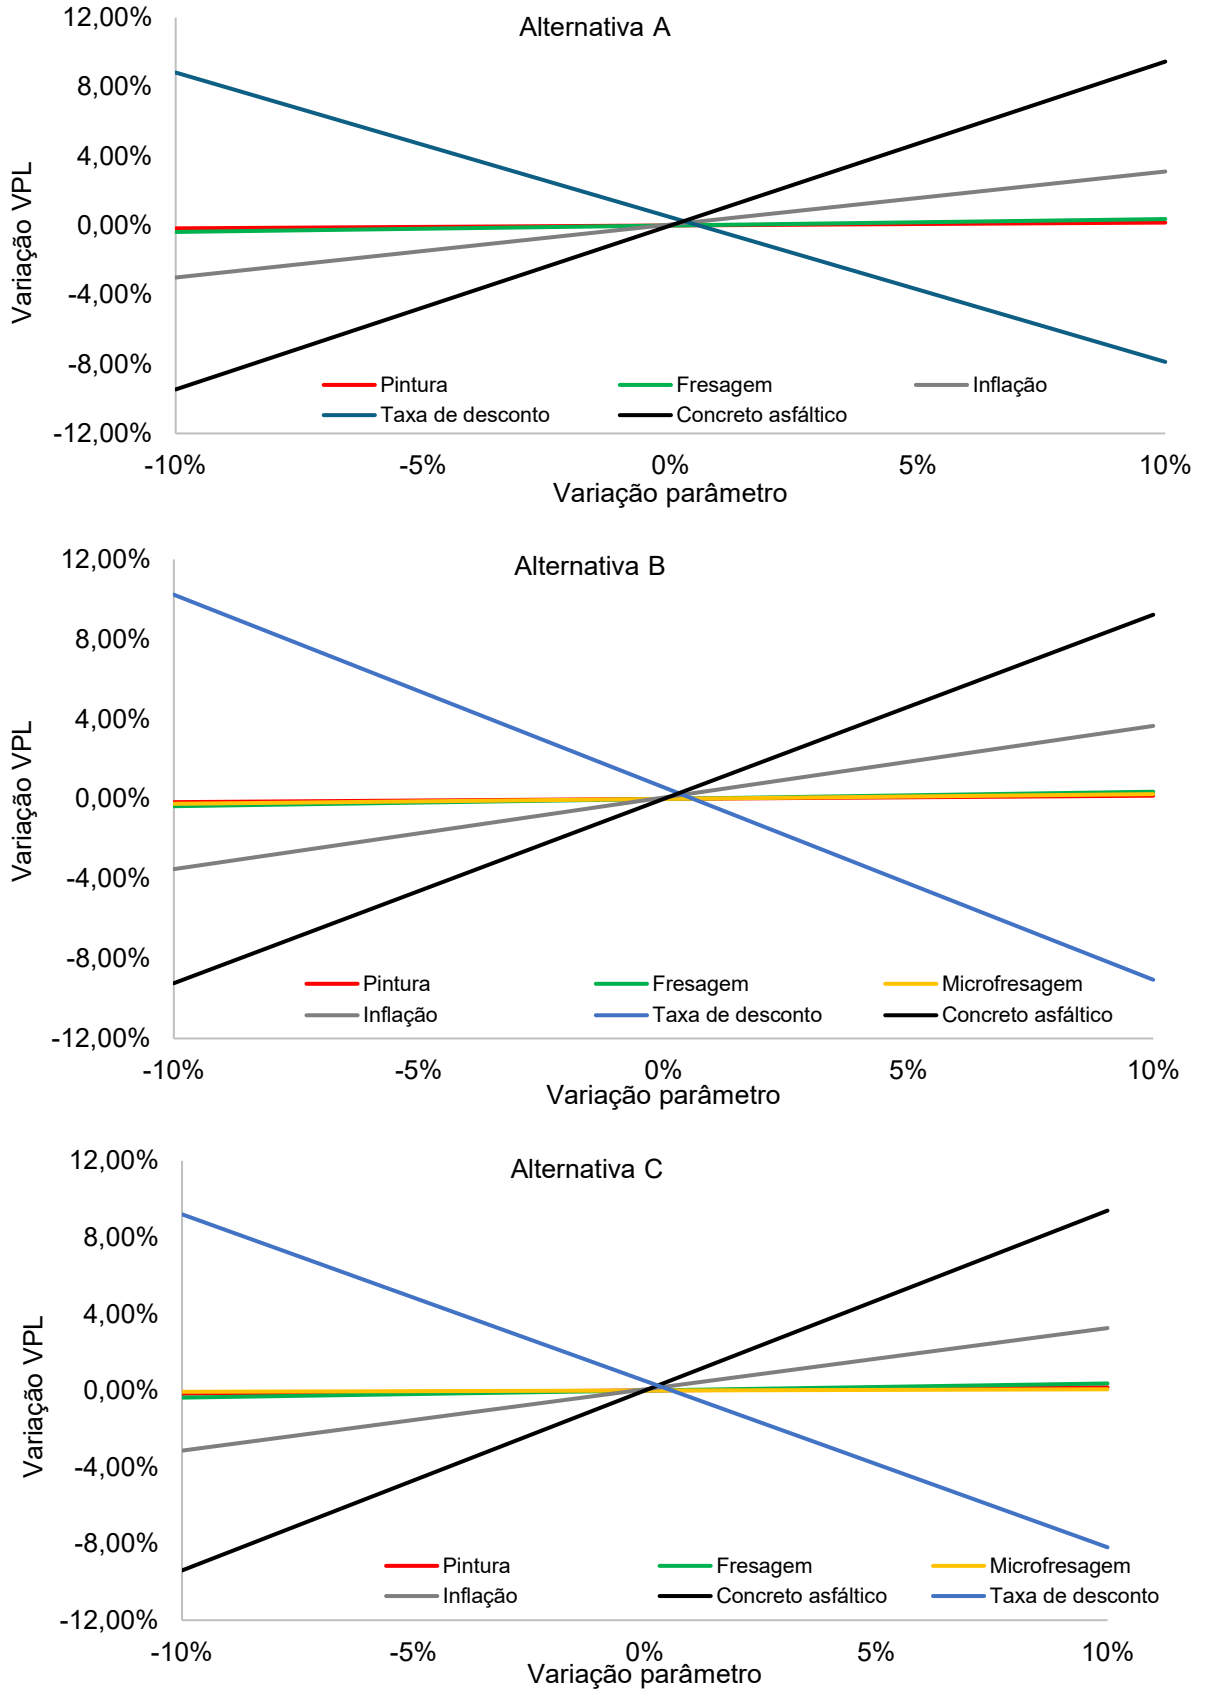 Alternativa A
12,00%
8,00%
4,00%
0,00%
-4,00%
-8,00%
-12,00%
Variação VPL
Pintura Fresagem Inflação
Taxa de desconto Concreto asfáltico
-10% -5% 0% 5% 10%
Variação parâmetro
Alternativa B
12,00%
8,00%
4,00%
0,00%
-4,00%
-8,00%
-12,00%
Variação VPL
Pintura Fresagem Microfresagem
Inflação Taxa de desconto Concreto asfáltico
-10% -5% 0% 5% 10%
Variação parâmetro
Alternativa C
12,00%
8,00%
4,00%
0,00%
-4,00%
-8,00%
-12,00%
Variação VPL
Pintura Fresagem Microfresagem
Inflação Concreto asfáltico Taxa de desconto
-10% -5% 0% 5% 10%
Variação parâmetro